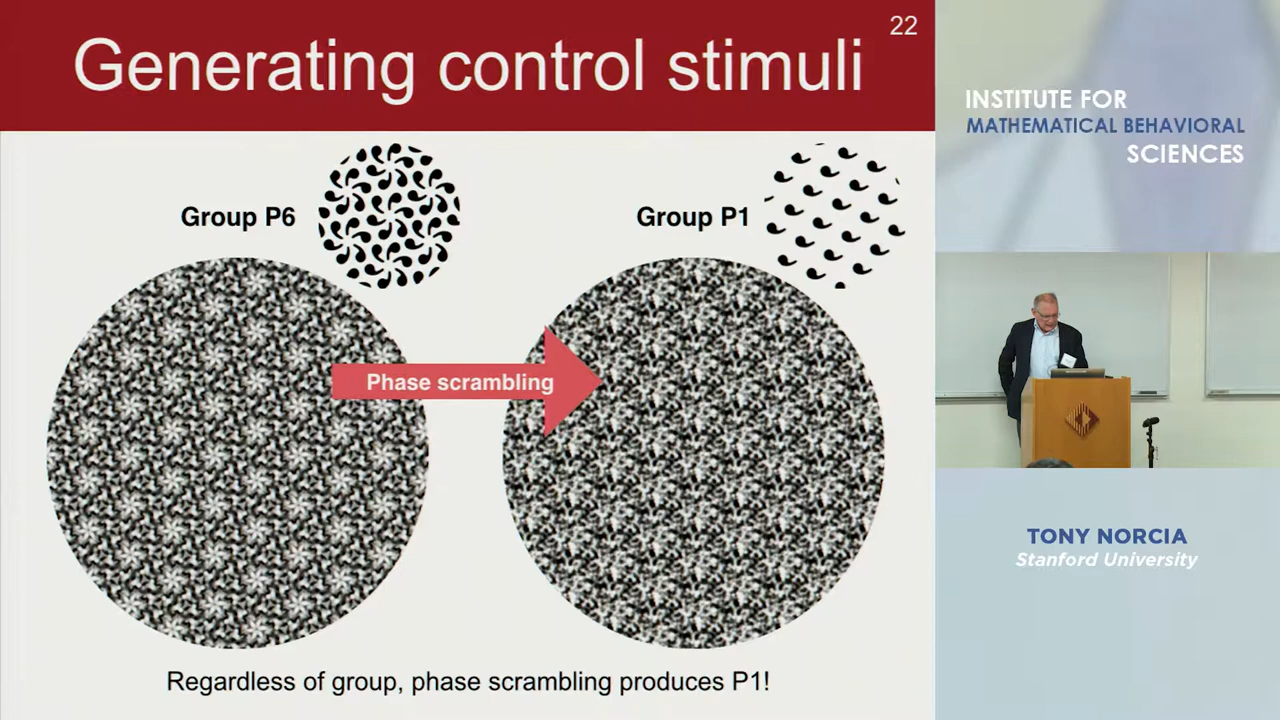 Generating control stimuli
22
Group P6
Group P1
Phase scrambling
Regardless of group, phase scrambling produces P1!
INSTITUTE FOR
MATHEMATICAL BEHAVIORAL
SCIENCES
TONY NORCIA
Stanford University